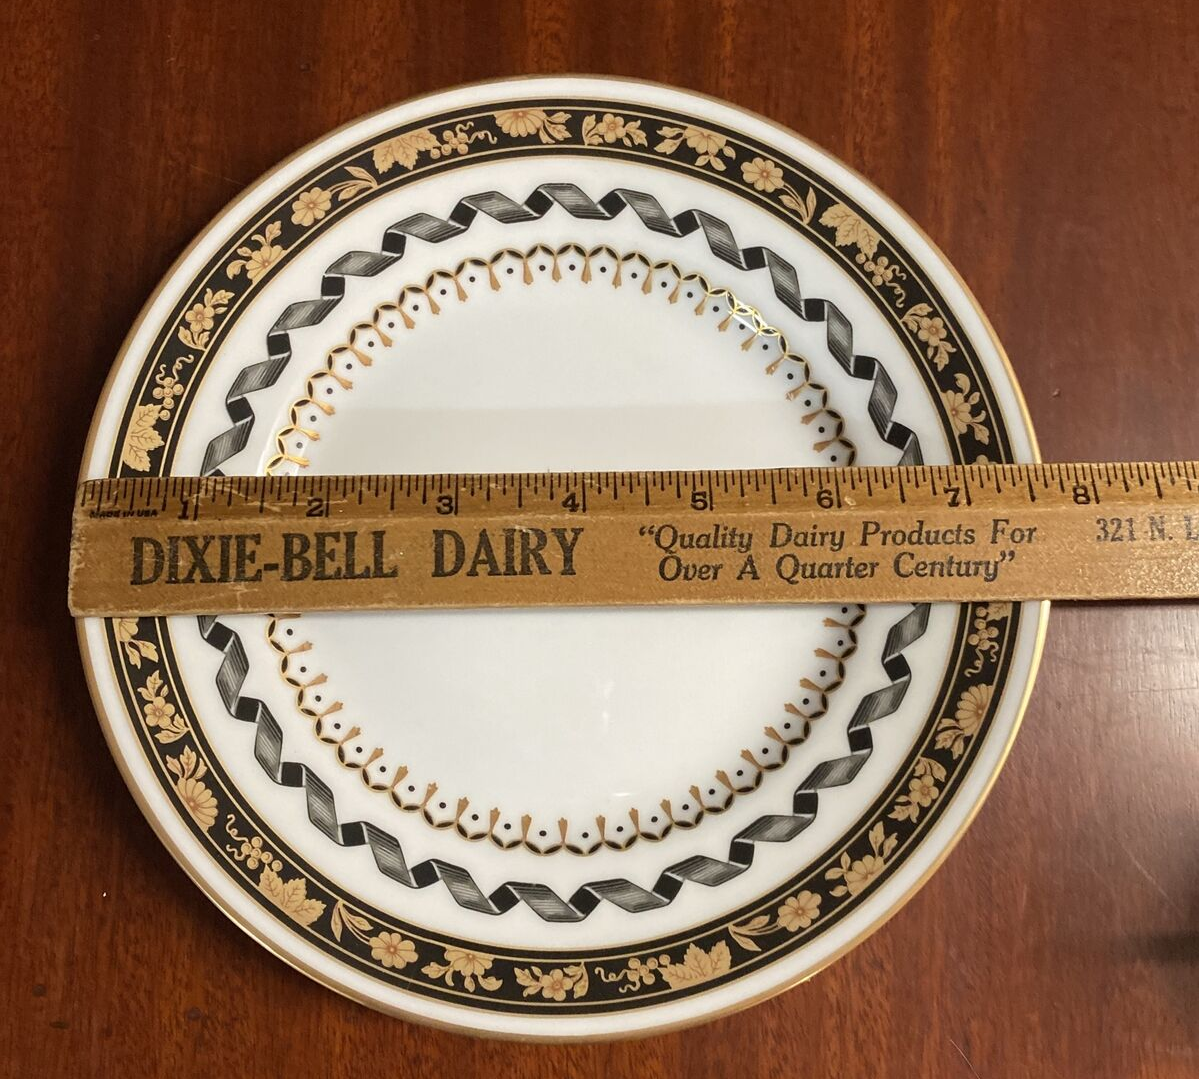 1 2 3 4 5 6 7 8
MADE IN USA
DIXIE-BELL DAIRY
"Quality Dairy Products For
Over A Quarter Century"
321 N.